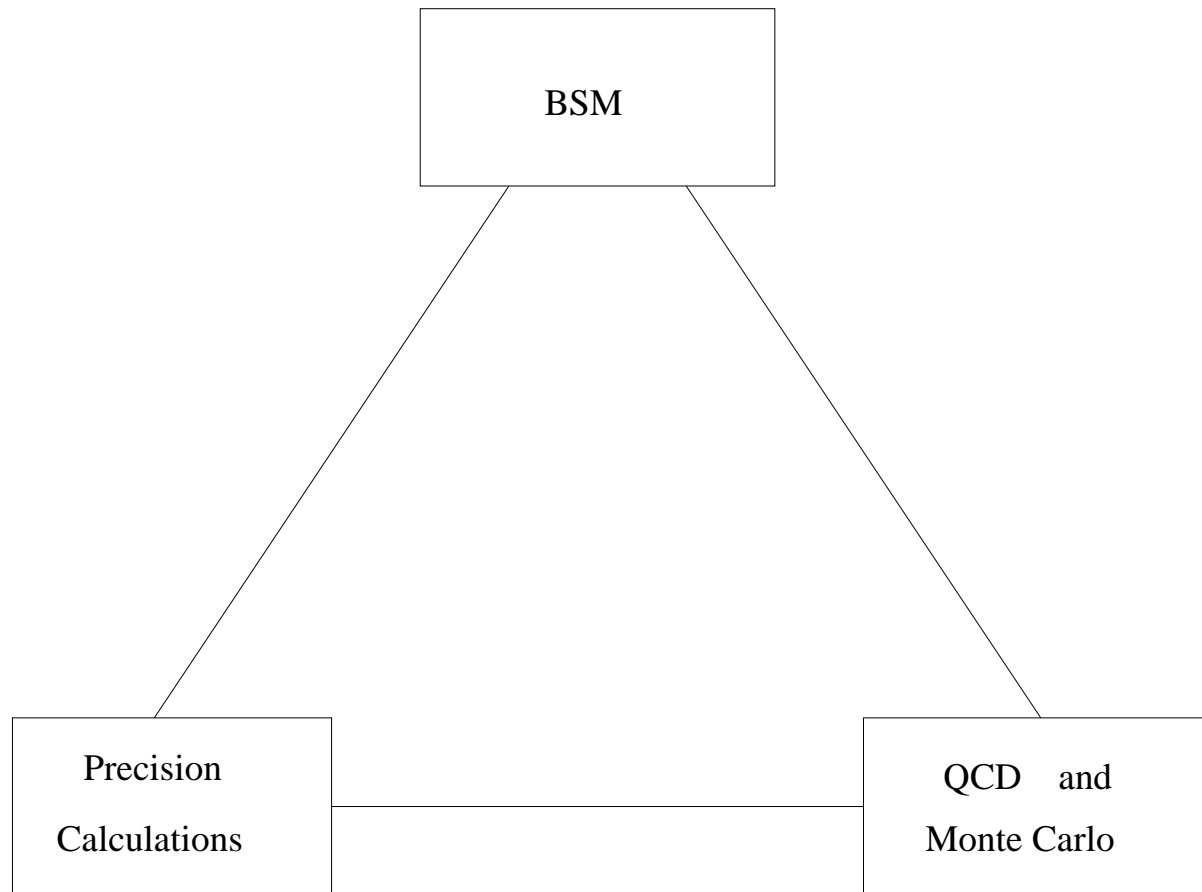 BSM
Precision
Calculations
QCD and
Monte Carlo